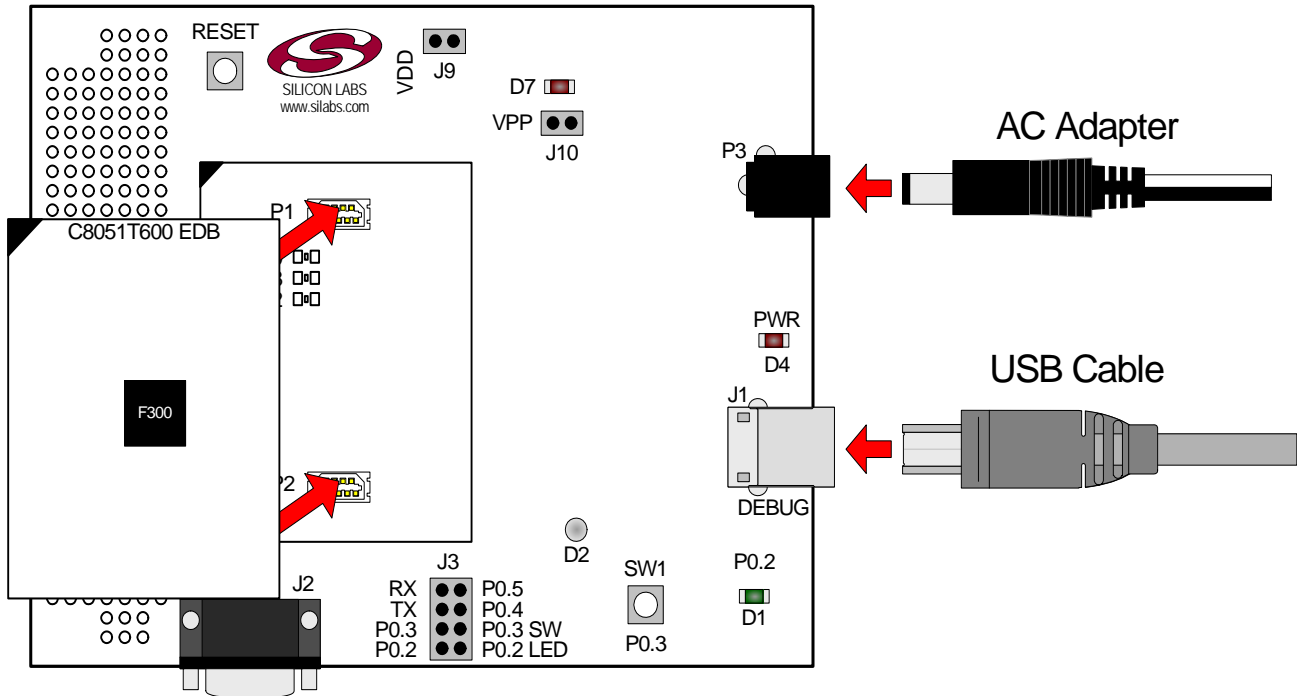 RESET
SILICON LABS
www.silabs.com
VDD
J9
D7
VPP
J10
P3
AC Adapter
P1
C8051T600 EDB
F300
PWR
D4
USB Cable
J1
DEBUG
D2
J2
J3
RX P0.5
TX P0.4
P0.3 P0.3 SW
P0.2 P0.2 LED
SW1
P0.3
P0.2
D1